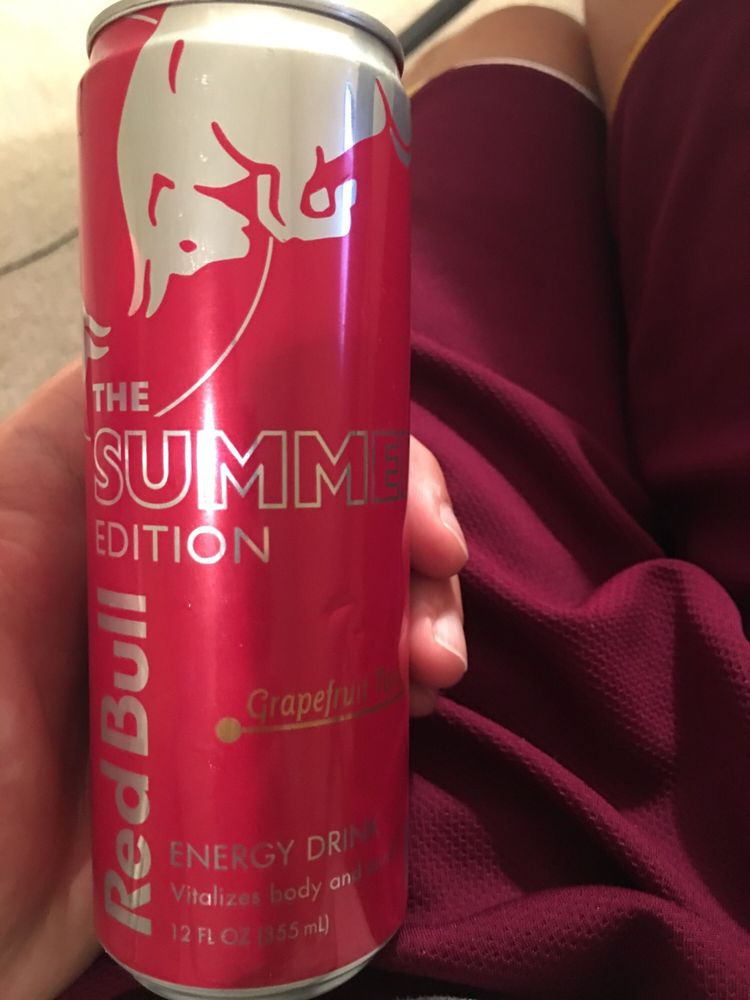 THE
SUMME
EDITION
Red Bull
Grapefruit
ENERGY DRINK
Vitalizes body and
12 FL OZ (355 mL)